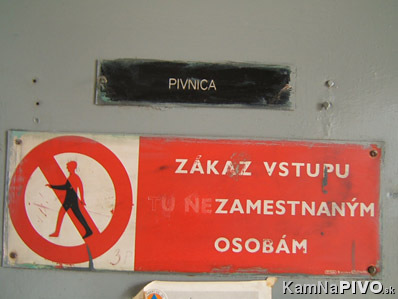 PIVNICA
ZÁKAZ VSTUPU
TU NEZAMESTNANÝM
OSOBÁM
KamNaPIVO.sk